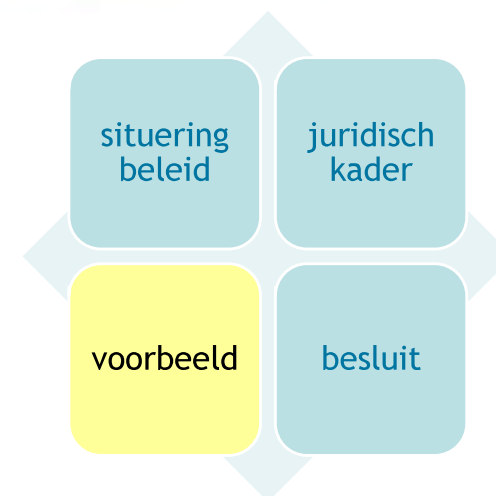 situering
beleid
juridisch
kader
voorbeeld
besluit